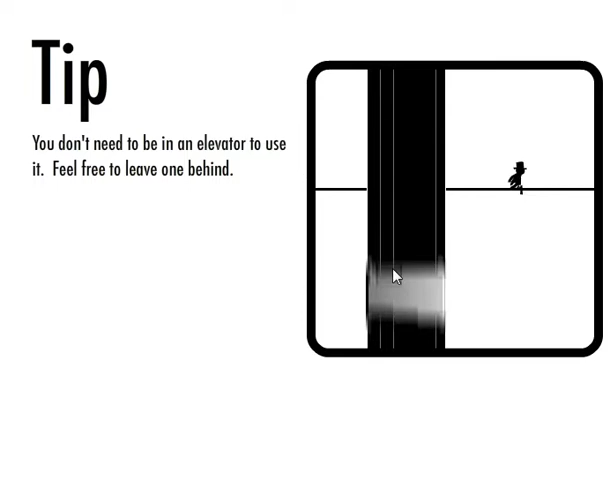 Tip
You don't need to be in an elevator to use
it.  Feel free to leave one behind.